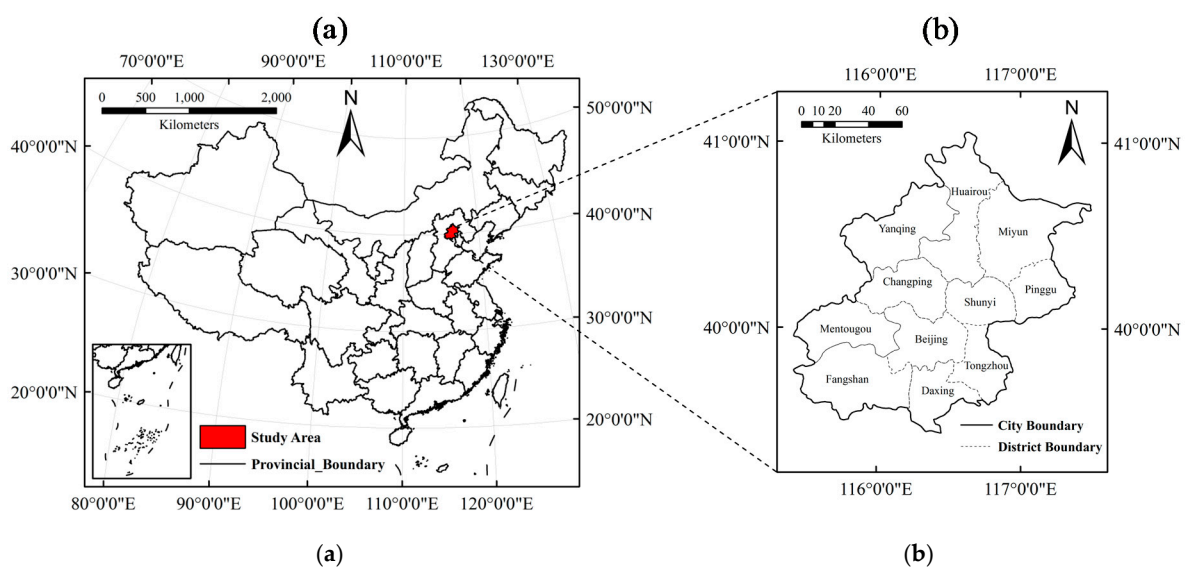 (a)
(b)
70°0'0"E 90°0'0"E 110°0'0"E 130°0'0"E
116°0'0"E 117°0'0"E
0 500 1,000 2,000
Kilometers
N
50°0'0"N
40°0'0"N
40°0'0"N
30°0'0"N
30°0'0"N
20°0'0"N
20°0'0"N
Study Area
Provincial_Boundary
80°0'0"E 90°0'0"E 100°0'0"E 110°0'0"E 120°0'0"E
0 10 20 40 60
Kilometers
N
41°0'0"N
41°0'0"N
Huairou
Yanqing
Miyun
Changping
Pinggu
Shunyi
40°0'0"N
40°0'0"N
Mentougou
Beijing
Tongzhou
Fangshan
Daxing
City Boundary
District Boundary
116°0'0"E 117°0'0"E
(a)
(b)